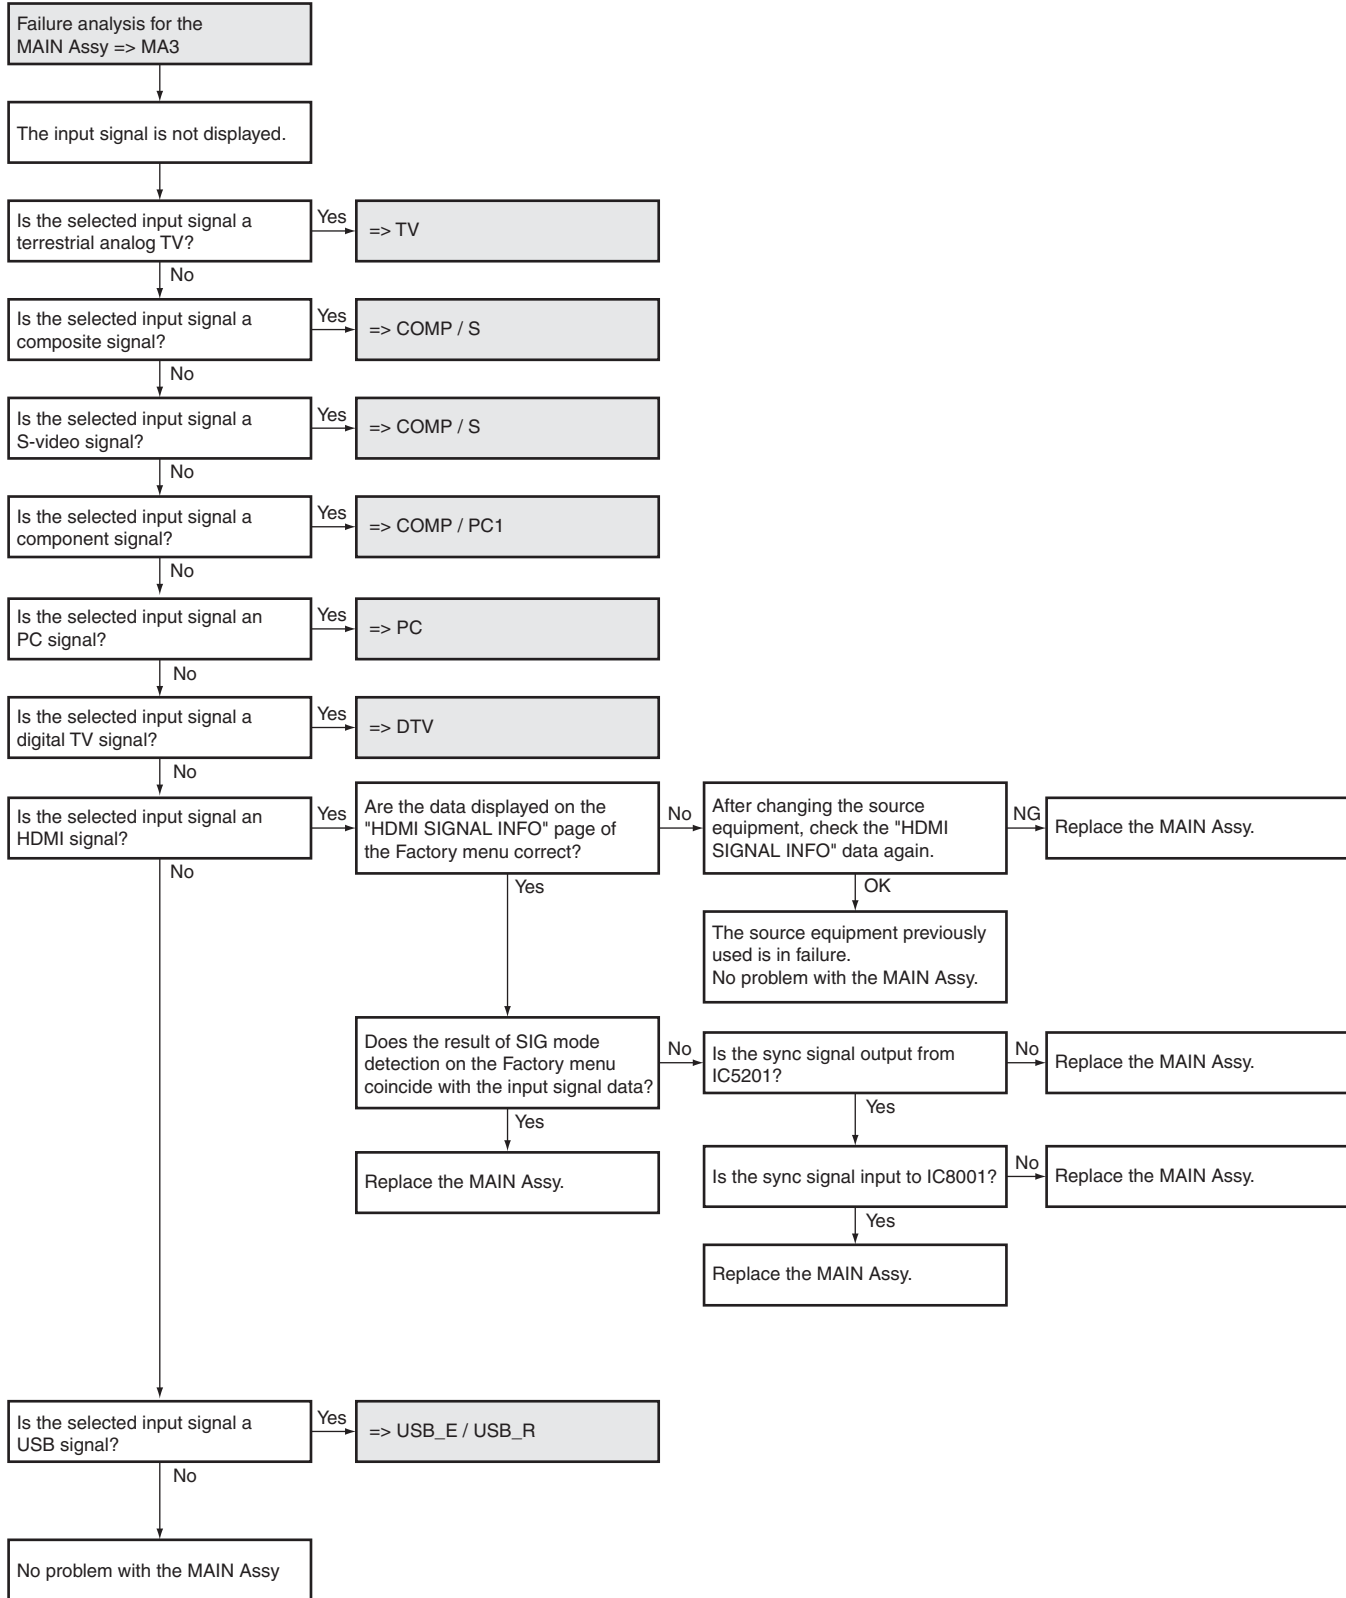 Failure analysis for the
MAIN Assy => MA3
The input signal is not displayed.
Is the selected input signal a
terrestrial analog TV?
Yes
=> TV
No
Is the selected input signal a
composite signal?
Yes
=> COMP / S
No
Is the selected input signal a
S-video signal?
Yes
=> COMP / S
No
Is the selected input signal a
component signal?
Yes
=> COMP / PC1
No
Is the selected input signal an
PC signal?
Yes
=> PC
No
Is the selected input signal a
digital TV signal?
Yes
=> DTV
No
Is the selected input signal an
HDMI signal?
Yes
Are the data displayed on the
"HDMI SIGNAL INFO" page of
the Factory menu correct?
No
After changing the source
equipment, check the "HDMI
SIGNAL INFO" data again.
NG
Replace the MAIN Assy.
No
Yes
OK
The source equipment previously
used is in failure.
No problem with the MAIN Assy.
Does the result of SIG mode
detection on the Factory menu
coincide with the input signal data?
No
Is the sync signal output from
IC5201?
No
Replace the MAIN Assy.
Yes
Yes
Replace the MAIN Assy.
Is the sync signal input to IC8001?
No
Replace the MAIN Assy.
Yes
Replace the MAIN Assy.
Is the selected input signal a
USB signal?
Yes
=> USB_E / USB_R
No
No problem with the MAIN Assy